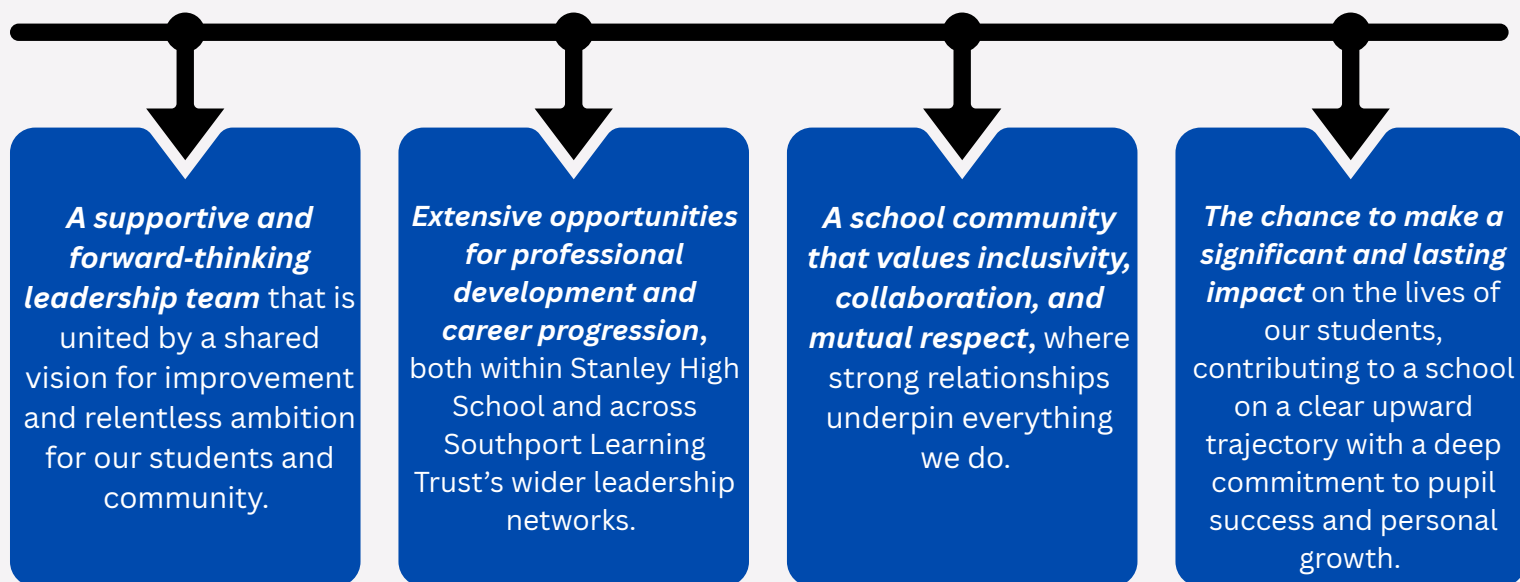 A supportive and
forward-thinking
leadership team that is
united by a shared
vision for improvement
and relentless ambition
for our students and
community.
Extensive opportunities
for professional
development and
career progression,
both within Stanley High
School and across
Southport Learning
Trust’s wider leadership
networks.
A school community
that values inclusivity,
collaboration, and
mutual respect, where
strong relationships
underpin everything
we do.
The chance to make a
significant and lasting
impact on the lives of
our students,
contributing to a school
on a clear upward
trajectory with a deep
commitment to pupil
success and personal
growth.